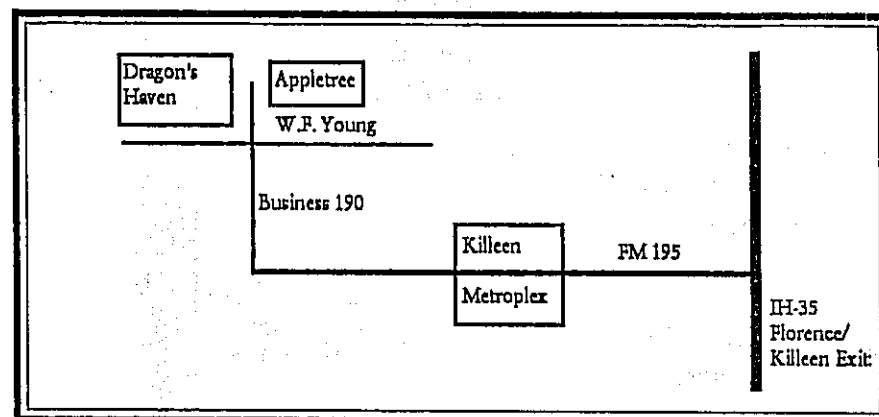 Dragon's
Haven
Appletree
W.F. Young
Business 190
Killeen
Metroplex
FM 195
IH-35
Florence/
Killeen Exit